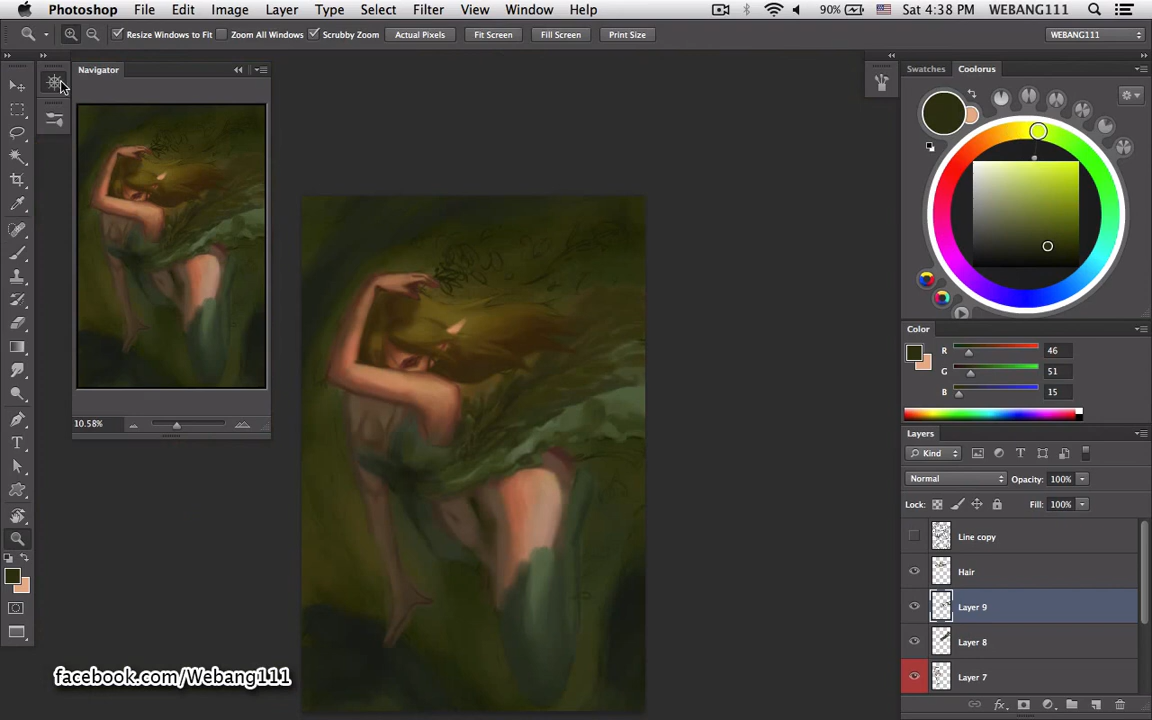 Photoshop File Edit Image Layer Type Select Filter View Window Help 90% Sat 4:38 PM WEBANG111
Resize Windows to Fit Zoom All Windows Scrubby Zoom Actual Pixels Fit Screen Fill Screen Print Size WEBANG111
Navigator
10.58%
Swatches Coolorus
Color
R 46
G 51
B 15
Layers
Kind
Normal Opacity: 100%
Lock: Fill: 100%
Line copy
Hair
Layer 9
Layer 8
Layer 7
facebook.com/Webang111